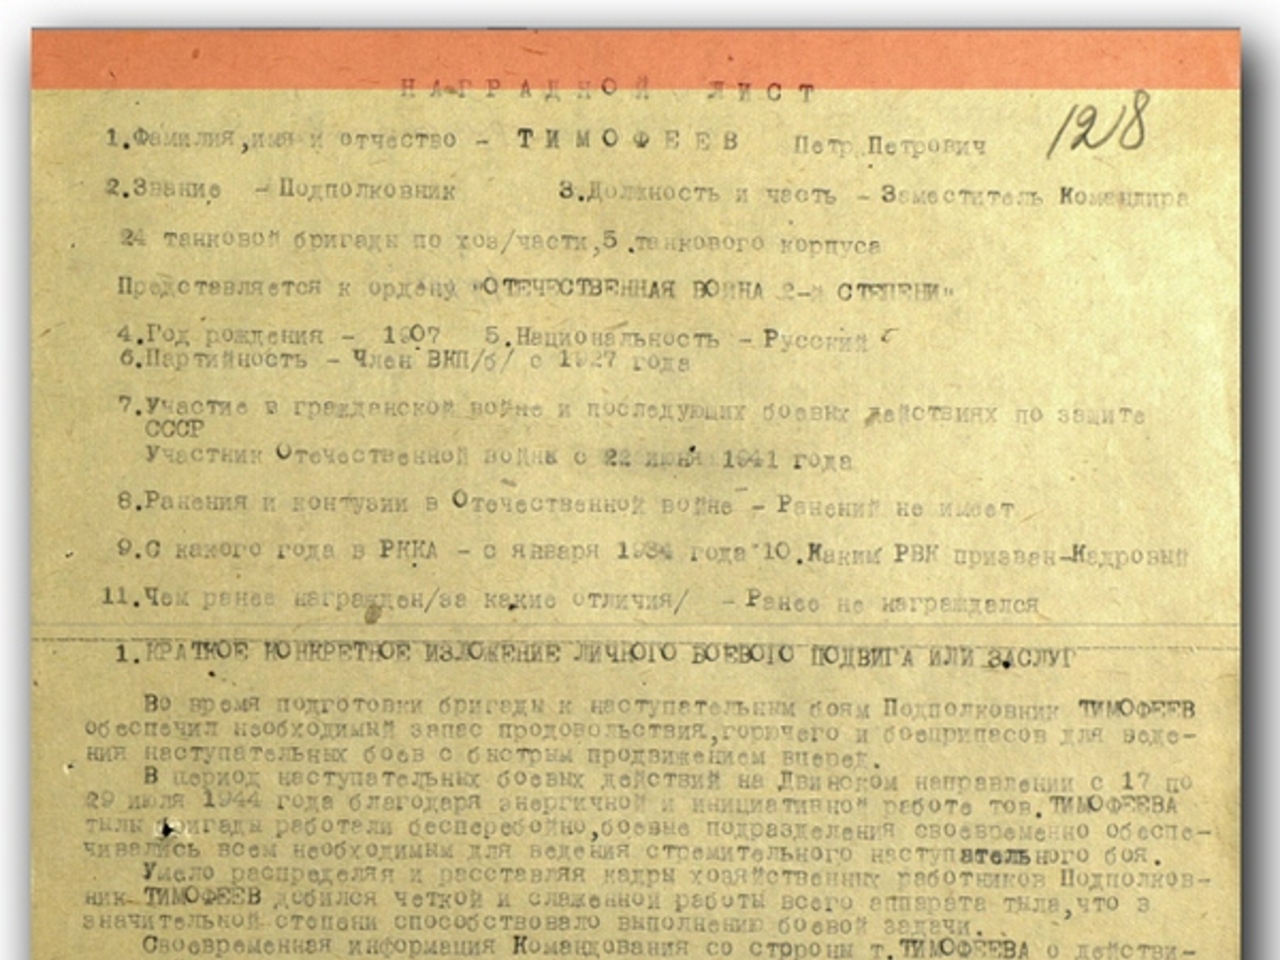 НАГРАДНОЙ ЛИСТ
128
1.Фамилия,имя и отчество - ТИМОФЕЕВ Петр Петрович
2.Звание - Подполковник 3.Должность и часть - Заместитель Командира
24 танковой бригады по хоз/части,5 .танкового корпуса
Представляется к ордену "ОТЕЧЕСТВЕННАЯ ВОЙНА 2-й СТЕПЕНИ"
4.Год рождения - 1907 5.Национальность - Русский
6.Партийность - Член ВКП/б/ с 1927 года
7.Участие в гражданской войне и последующих боевых действиях по защите
СССР
Участник Отечественной войны с 22 июня 1941 года
8.Ранения и контузии в Отечественной войне - Ранений не имеет
9.С какого года в РККА - с января 1934 года 10.Каким РВК призван-Кадровый
11.Чем ранее награжден/за какие отличия/ - Ранее не награждался
1.КРАТКОЕ КОНКРЕТНОЕ ИЗЛОЖЕНИЕ ЛИЧНОГО БОЕВОГО ПОДВИГА ИЛИ ЗАСЛУГ
Во время подготовки бригады к наступательным боям Подполковник ТИМОФЕЕВ
обеспечил необходимый запас продовольствия,горючего и боеприпасов для веде-
ния наступательных боев с быстрым продвижением вперед.
В период наступательных боевых действий на Двинском направлении с 17 по
29 июля 1944 года благодаря энергичной и инициативной работе тов.ТИМОФЕЕВА
тылы бригады работали бесперебойно,боевые подразделения своевременно обеспе-
чивались всем необходимым для ведения стремительного наступательного боя.
Умело распределяя и расставляя кадры хозяйственных работников Подполков-
ник ТИМОФЕЕВ добился четкой и слаженной работы всего аппарата тыла,что в
значительной степени способствовало выполнению боевой задачи.
Своевременная информация Командования со стороны т.ТИМОФЕЕВА о действи-